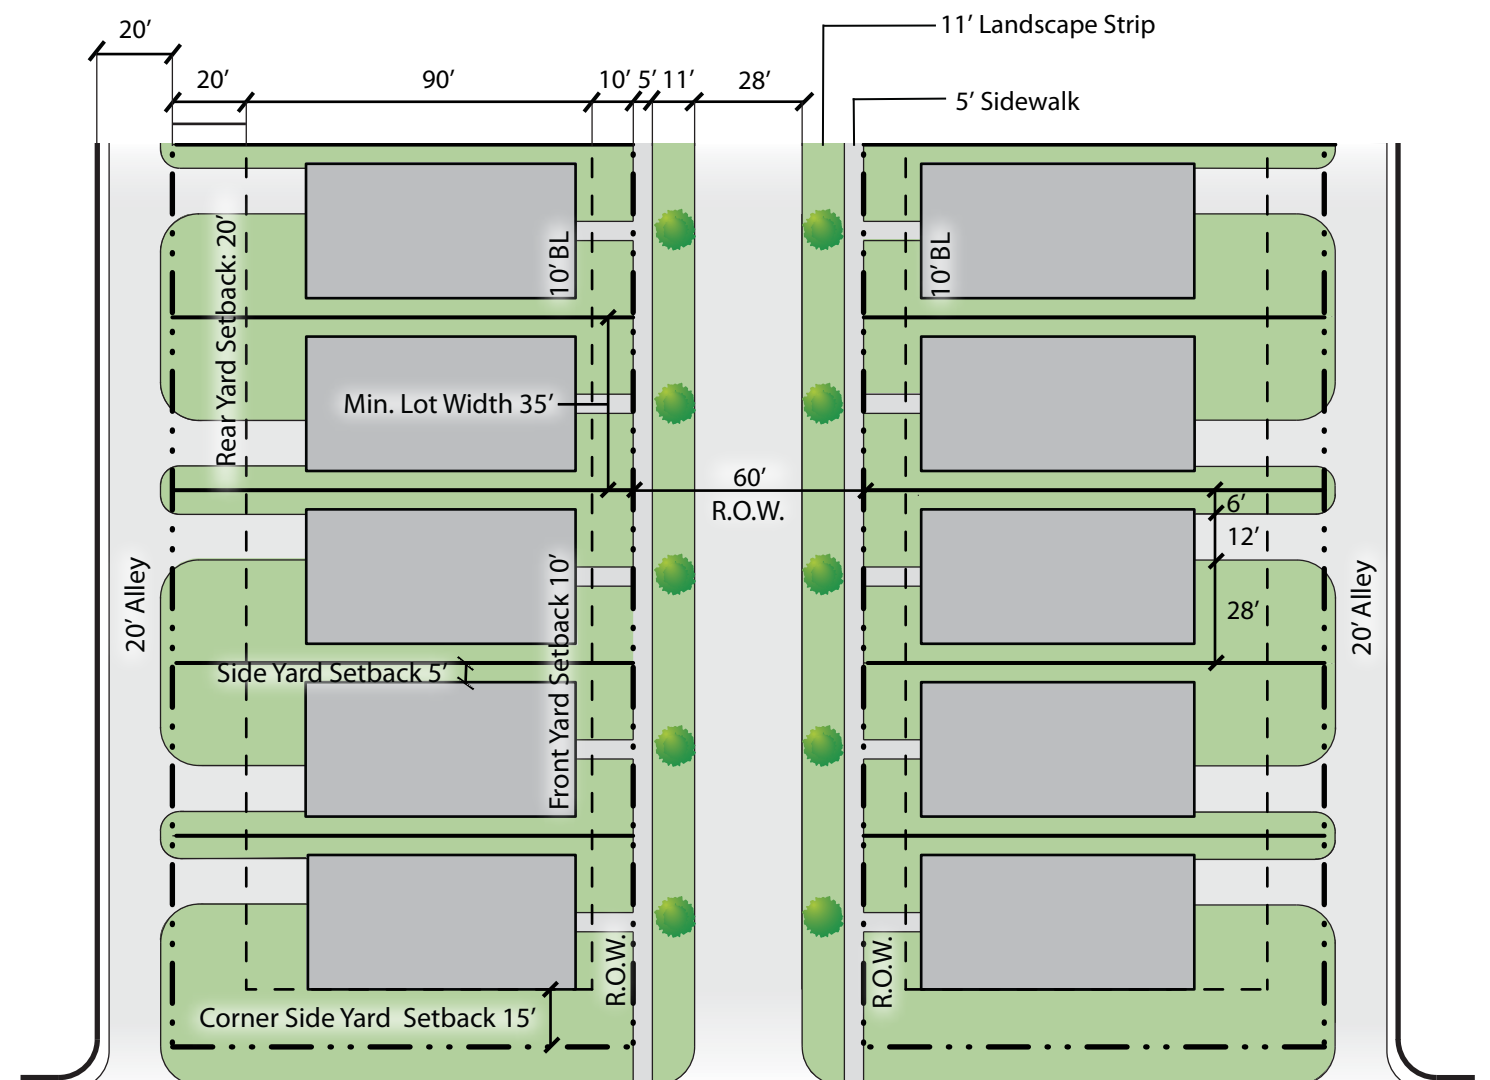 11’ Landscape Strip
20’
20’
90’
10’
5’
11’
28’
5’ Sidewalk
Rear Yard Setback: 20’
10’ BL
10’ BL
Min. Lot Width 35’
60’
R.O.W.
6’
12’
28’
20’ Alley
Front Yard Setback 10’
20’ Alley
Side Yard Setback 5’
R.O.W.
R.O.W.
Corner Side Yard Setback 15’